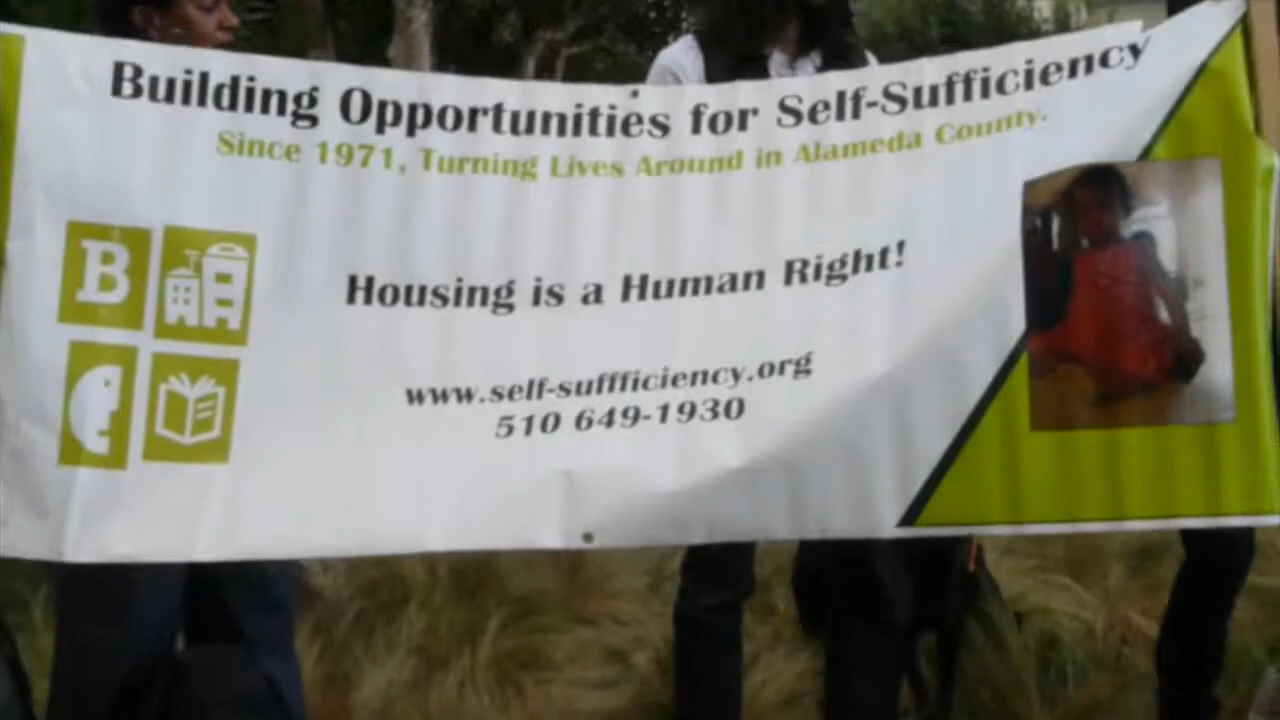 Building Opportunities for Self-Sufficiency
Since 1971, Turning Lives Around in Alameda County.
B
Housing is a Human Right!
www.self-suffficiency.org
510 649-1930